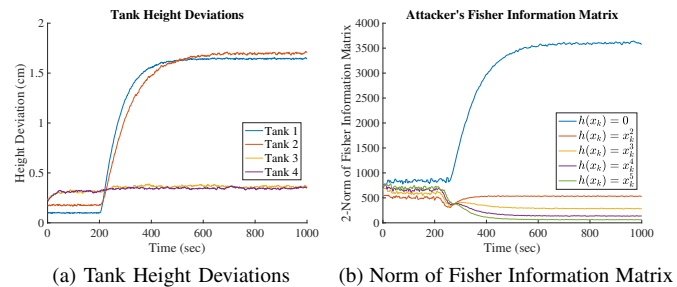 Tank Height Deviations
Height Deviation (cm)
2
1.5
1
0.5
0
0 200 400 600 800 1000
Time (sec)
Tank 1
Tank 2
Tank 3
Tank 4
(a) Tank Height Deviations
Attacker's Fisher Information Matrix
2-Norm of Fisher Information Matrix
4000
3500
3000
2500
2000
1500
1000
500
0
0 200 400 600 800 1000
Time (sec)
h(x_k) = 0
h(x_k) = x_k^2
h(x_k) = x_k^3
h(x_k) = x_k^4
h(x_k) = x_k^5
(b) Norm of Fisher Information Matrix